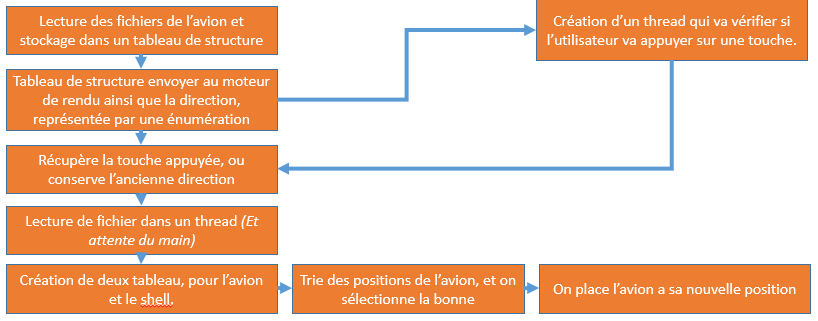 Lecture des fichiers de l’avion et
stockage dans un tableau de structure
Création d’un thread qui va vérifier si
l’utilisateur va appuyer sur une touche.
Tableau de structure envoyer au moteur
de rendu ainsi que la direction,
représentée par une énumération
Récupère la touche appuyée, ou
conserve l’ancienne direction
Lecture de fichier dans un thread (Et
attente du main)
Création de deux tableau, pour l’avion
et le shell.
Trie des positions de l’avion, et on
sélectionne la bonne
On place l’avion a sa nouvelle position